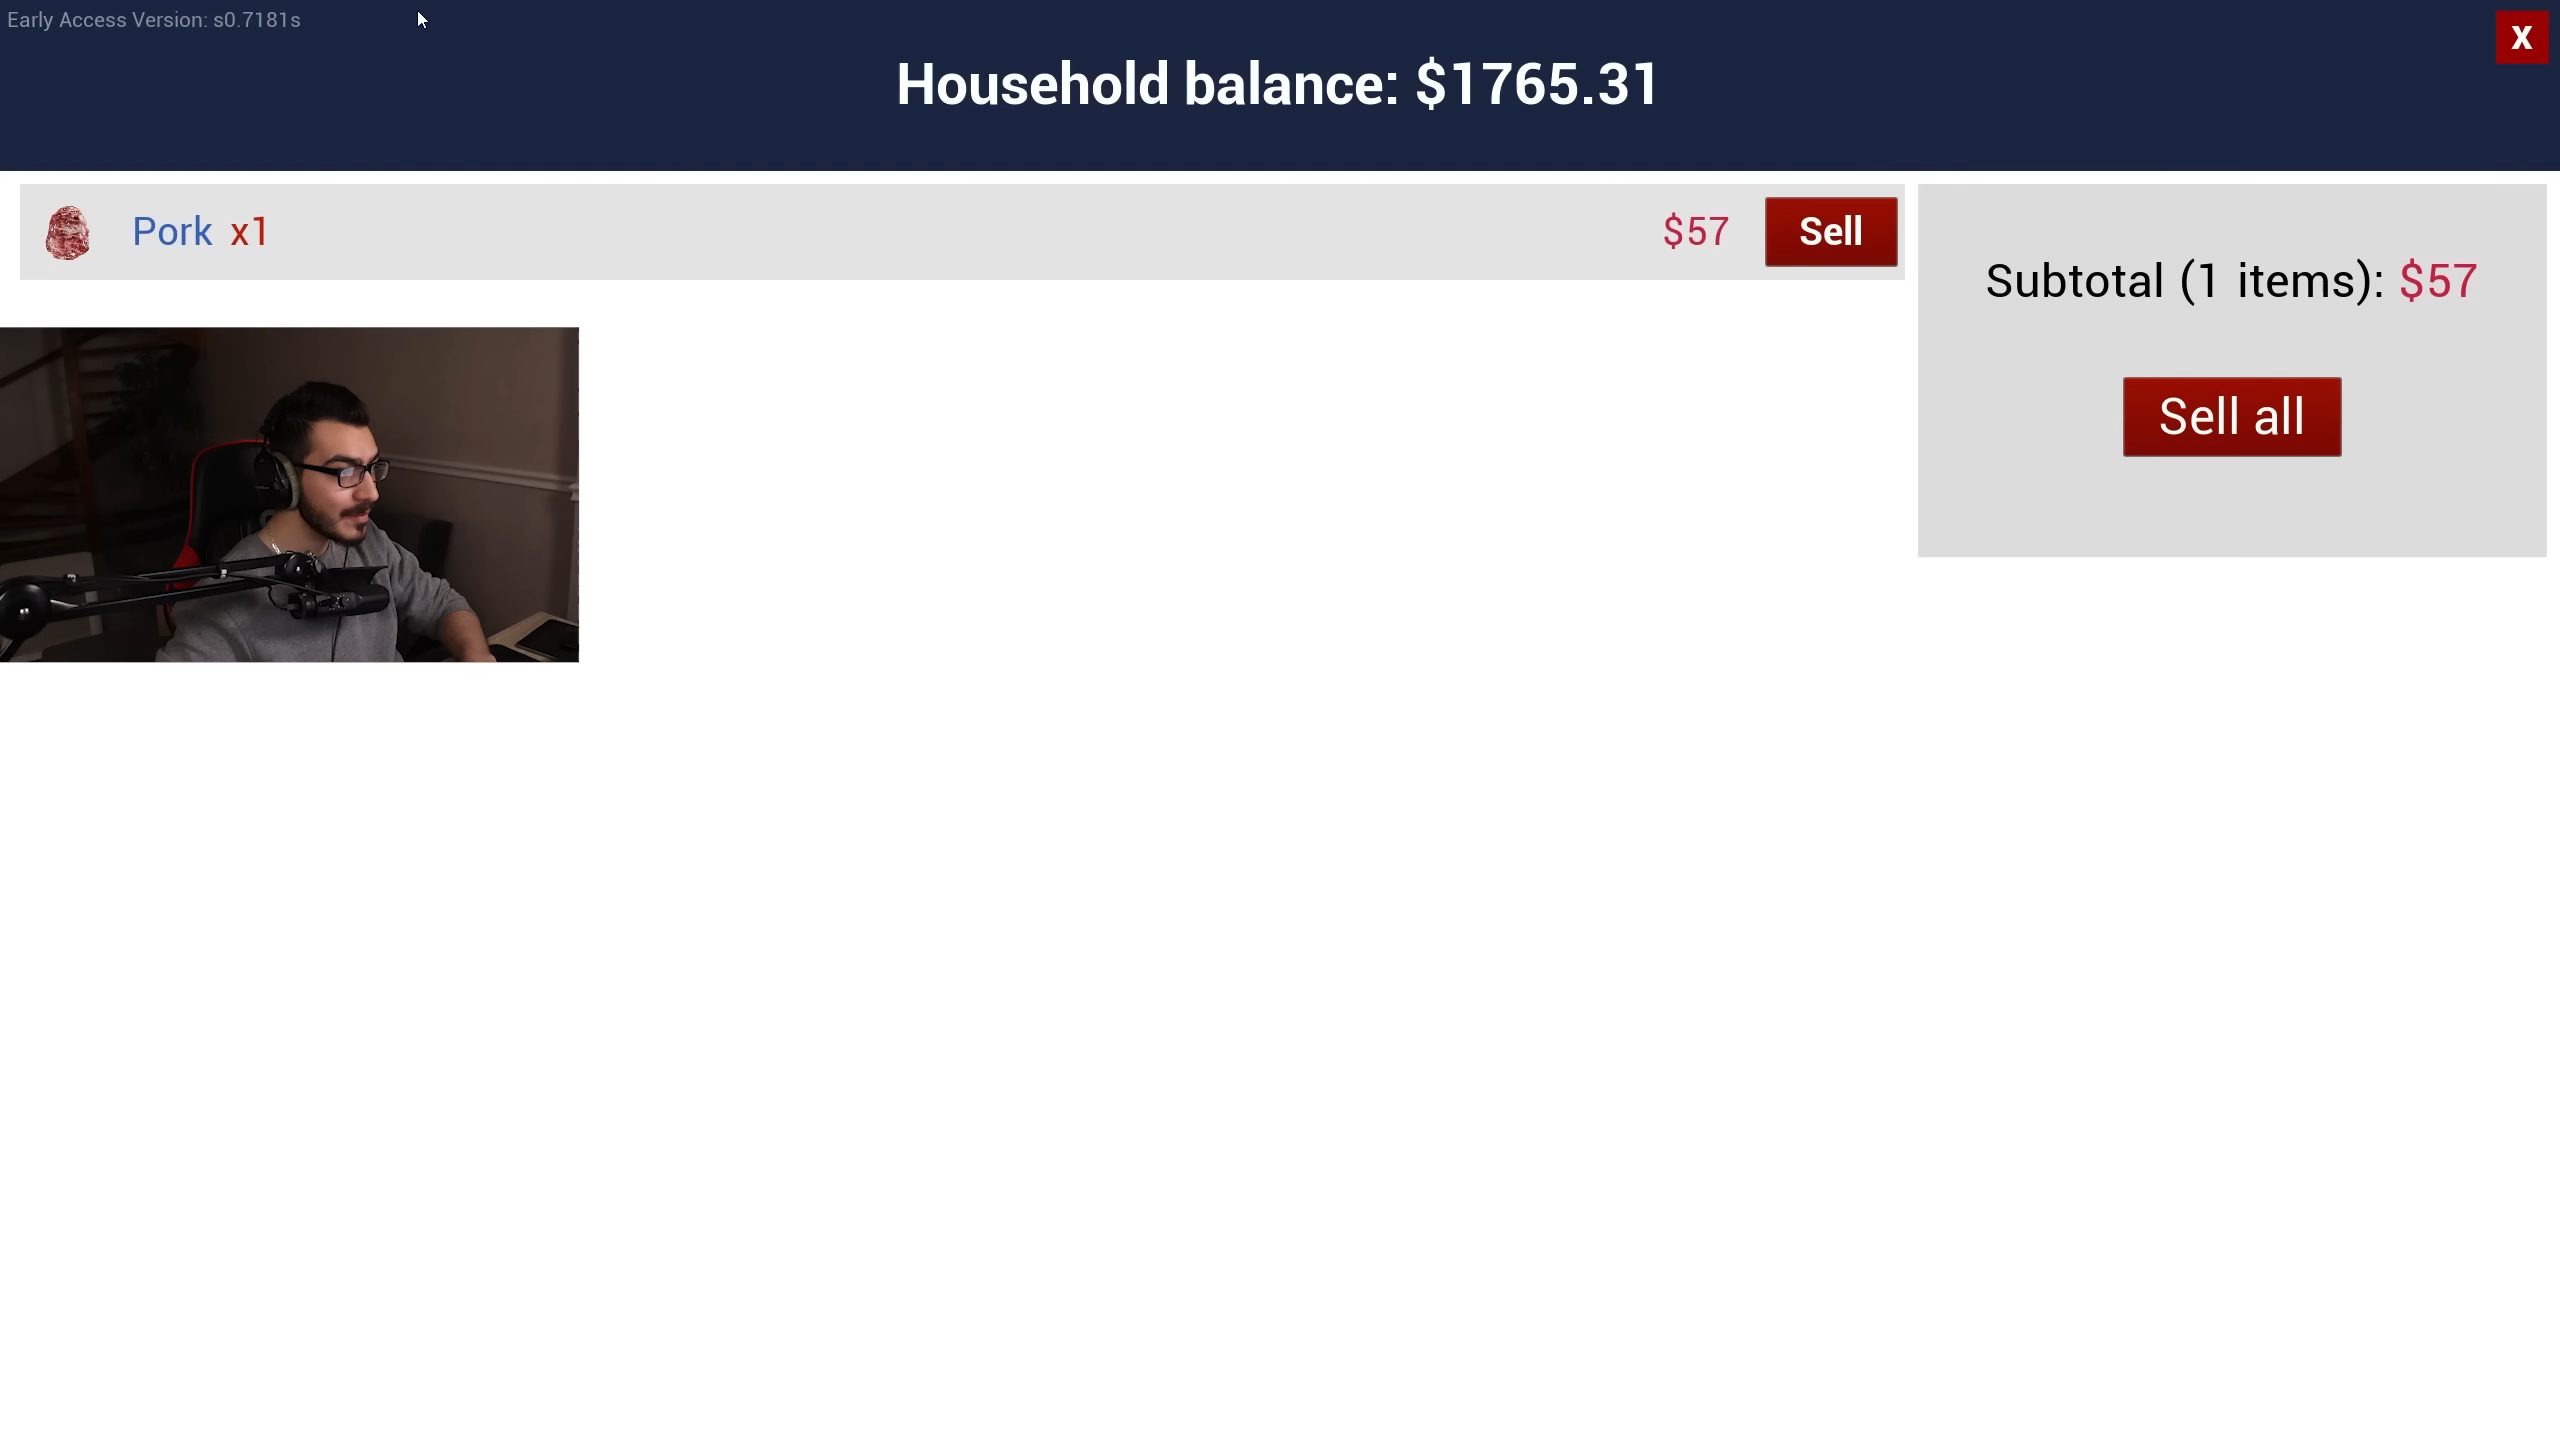 Early Access Version: s0.7181s
X
Household balance: $1765.31
Pork x1 $57 Sell
Subtotal (1 items): $57
Sell all